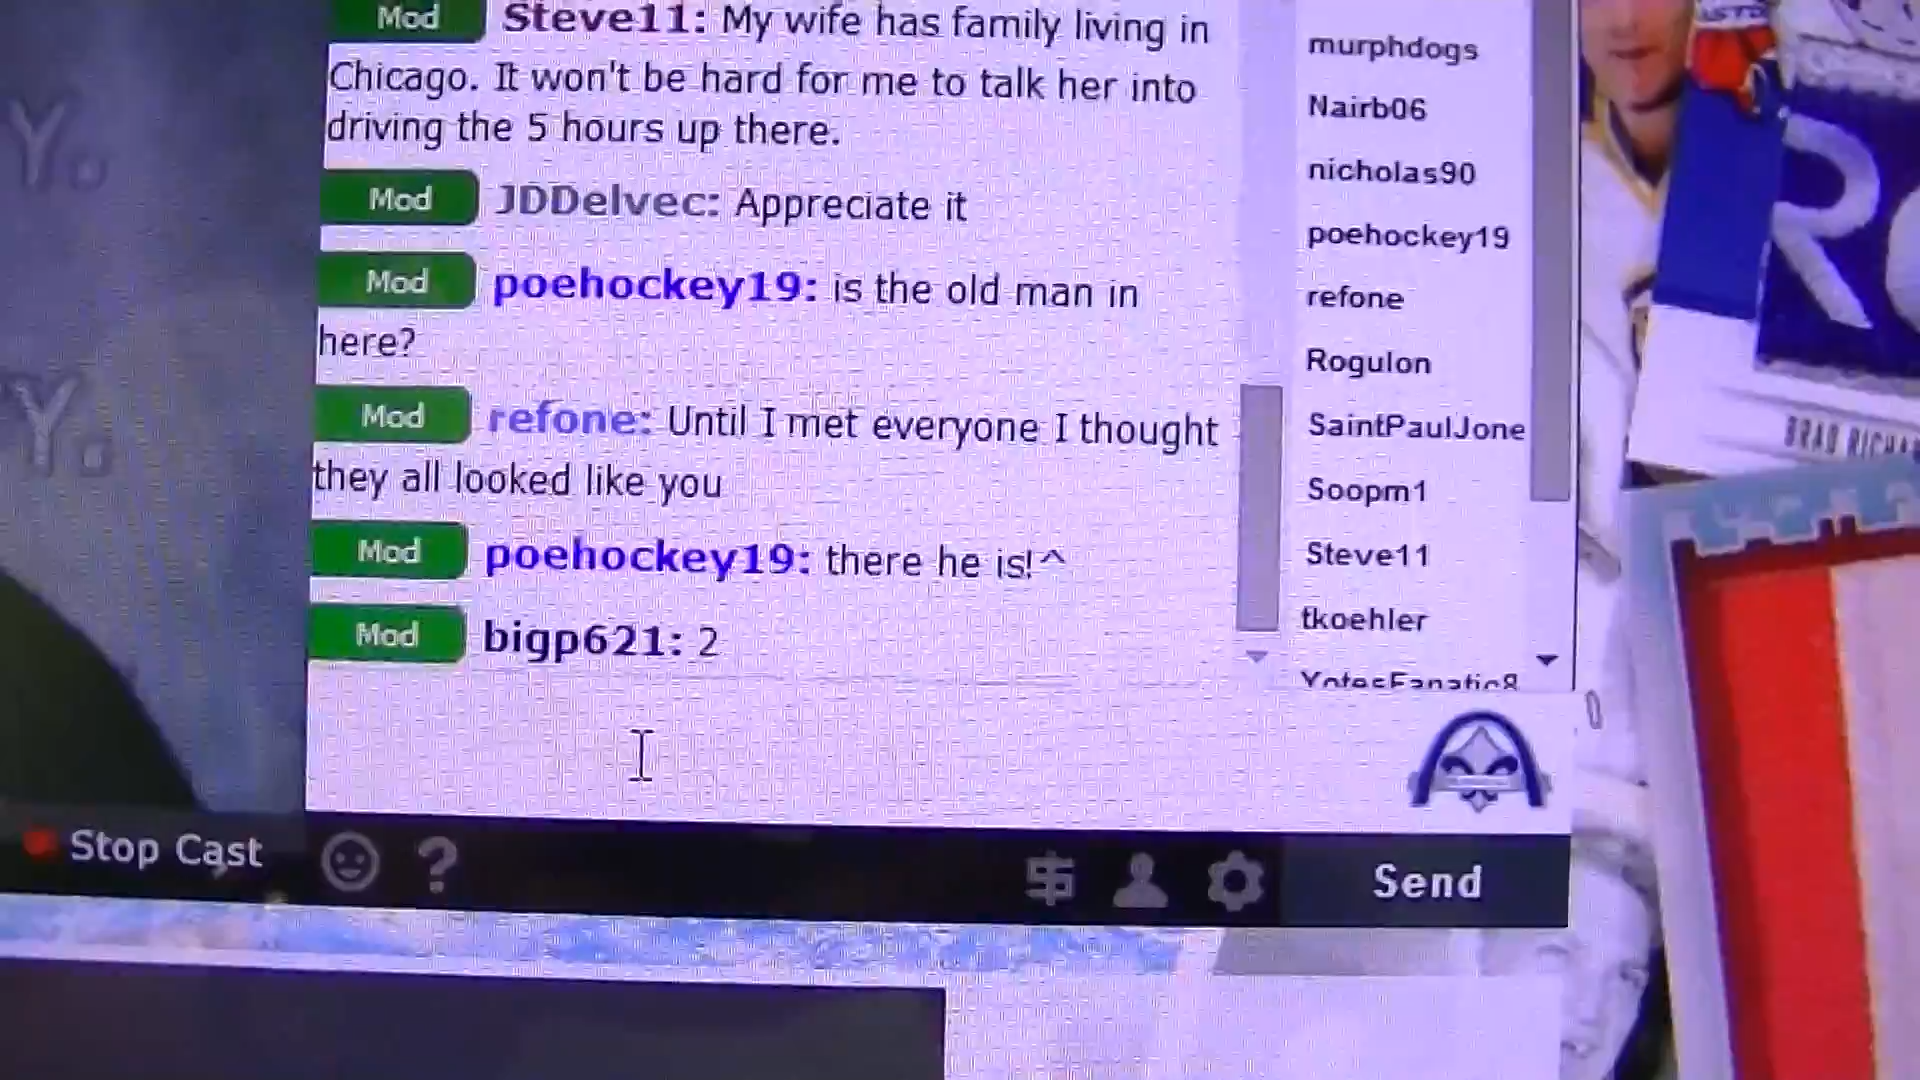 Mod Steve11: My wife has family living in
Chicago. It won't be hard for me to talk her into
driving the 5 hours up there.
Mod JDDelvec: Appreciate it
Mod poehockey19: is the old man in
here?
Mod refone: Until I met everyone I thought
they all looked like you
Mod poehockey19: there he is!^
Mod bigp621: 2
murphdogs
Nairb06
nicholas90
poehockey19
refone
Rogulon
SaintPaulJone
Soopm1
Steve11
tkoehler
YotesFanatic8
Y.
Y.
Stop Cast
?
Send